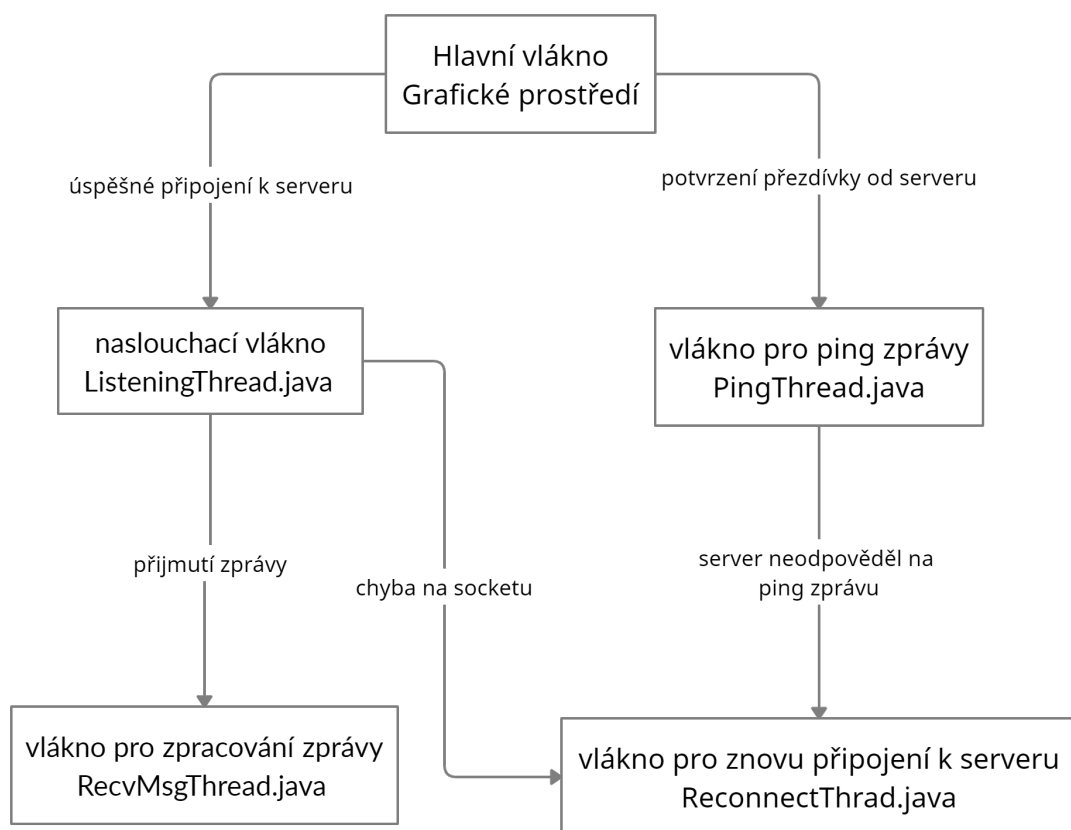 Hlavní vlákno
Grafické prostředí
úspěšné připojení k serveru
potvrzení přezdívky od serveru
naslouchací vlákno
ListeningThread.java
vlákno pro ping zprávy
PingThread.java
přijmutí zprávy
chyba na socketu
server neodpověděl na
ping zprávu
vlákno pro zpracování zprávy
RecvMsgThread.java
vlákno pro znovu připojení k serveru
ReconnectThrad.java